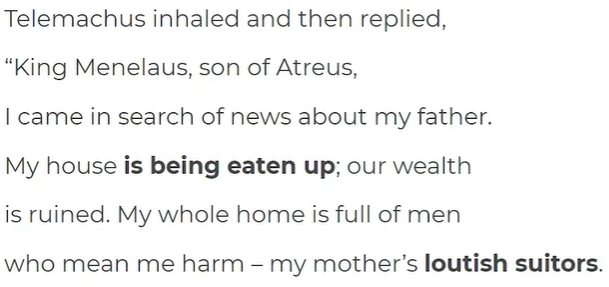 Telemachus inhaled and then replied,
“King Menelaus, son of Atreus,
I came in search of news about my father.
My house is being eaten up; our wealth
is ruined. My whole home is full of men
who mean me harm – my mother’s loutish suitors.